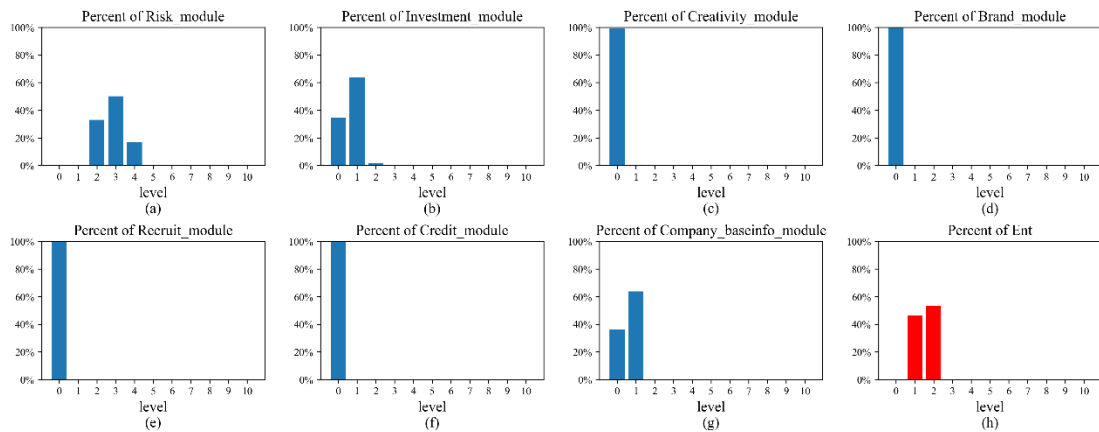 Percent of Risk_module
100%
80%
60%
40%
20%
0%
0 1 2 3 4 5 6 7 8 9 10
level
(a)
Percent of Investment_module
100%
80%
60%
40%
20%
0%
0 1 2 3 4 5 6 7 8 9 10
level
(b)
Percent of Creativity_module
100%
80%
60%
40%
20%
0%
0 1 2 3 4 5 6 7 8 9 10
level
(c)
Percent of Brand_module
100%
80%
60%
40%
20%
0%
0 1 2 3 4 5 6 7 8 9 10
level
(d)
Percent of Recruit_module
100%
80%
60%
40%
20%
0%
0 1 2 3 4 5 6 7 8 9 10
level
(e)
Percent of Credit_module
100%
80%
60%
40%
20%
0%
0 1 2 3 4 5 6 7 8 9 10
level
(f)
Percent of Company_baseinfo_module
100%
80%
60%
40%
20%
0%
0 1 2 3 4 5 6 7 8 9 10
level
(g)
Percent of Ent
100%
80%
60%
40%
20%
0%
0 1 2 3 4 5 6 7 8 9 10
level
(h)